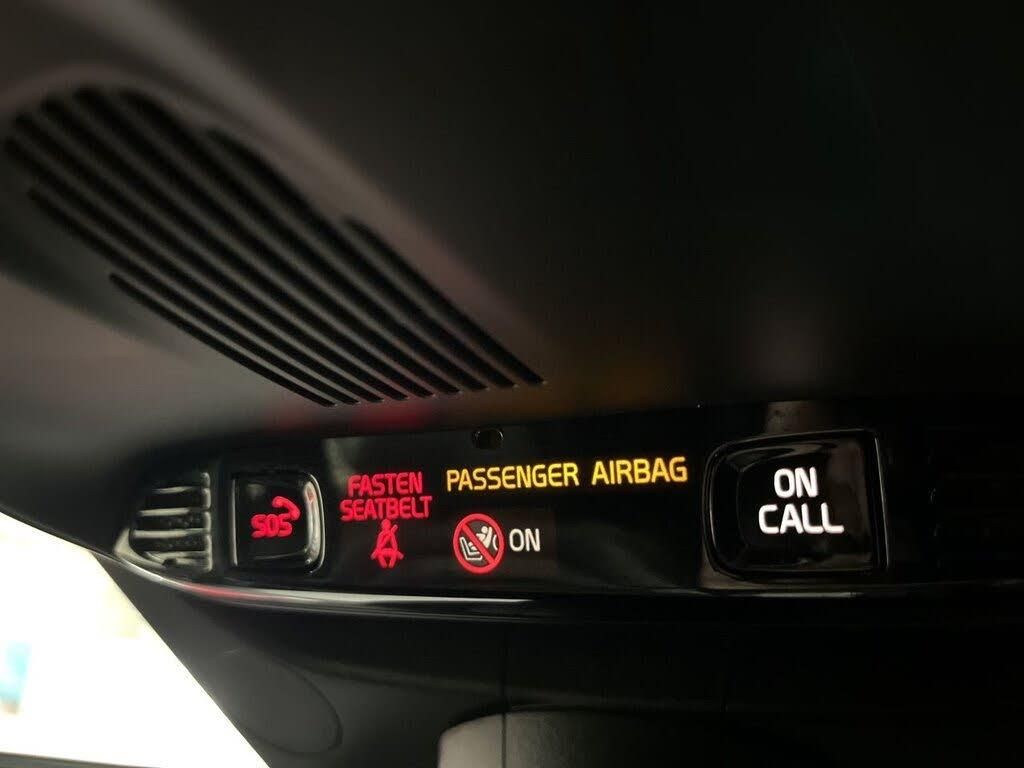 SOS
FASTEN
SEATBELT
PASSENGER AIRBAG
ON
ON
CALL